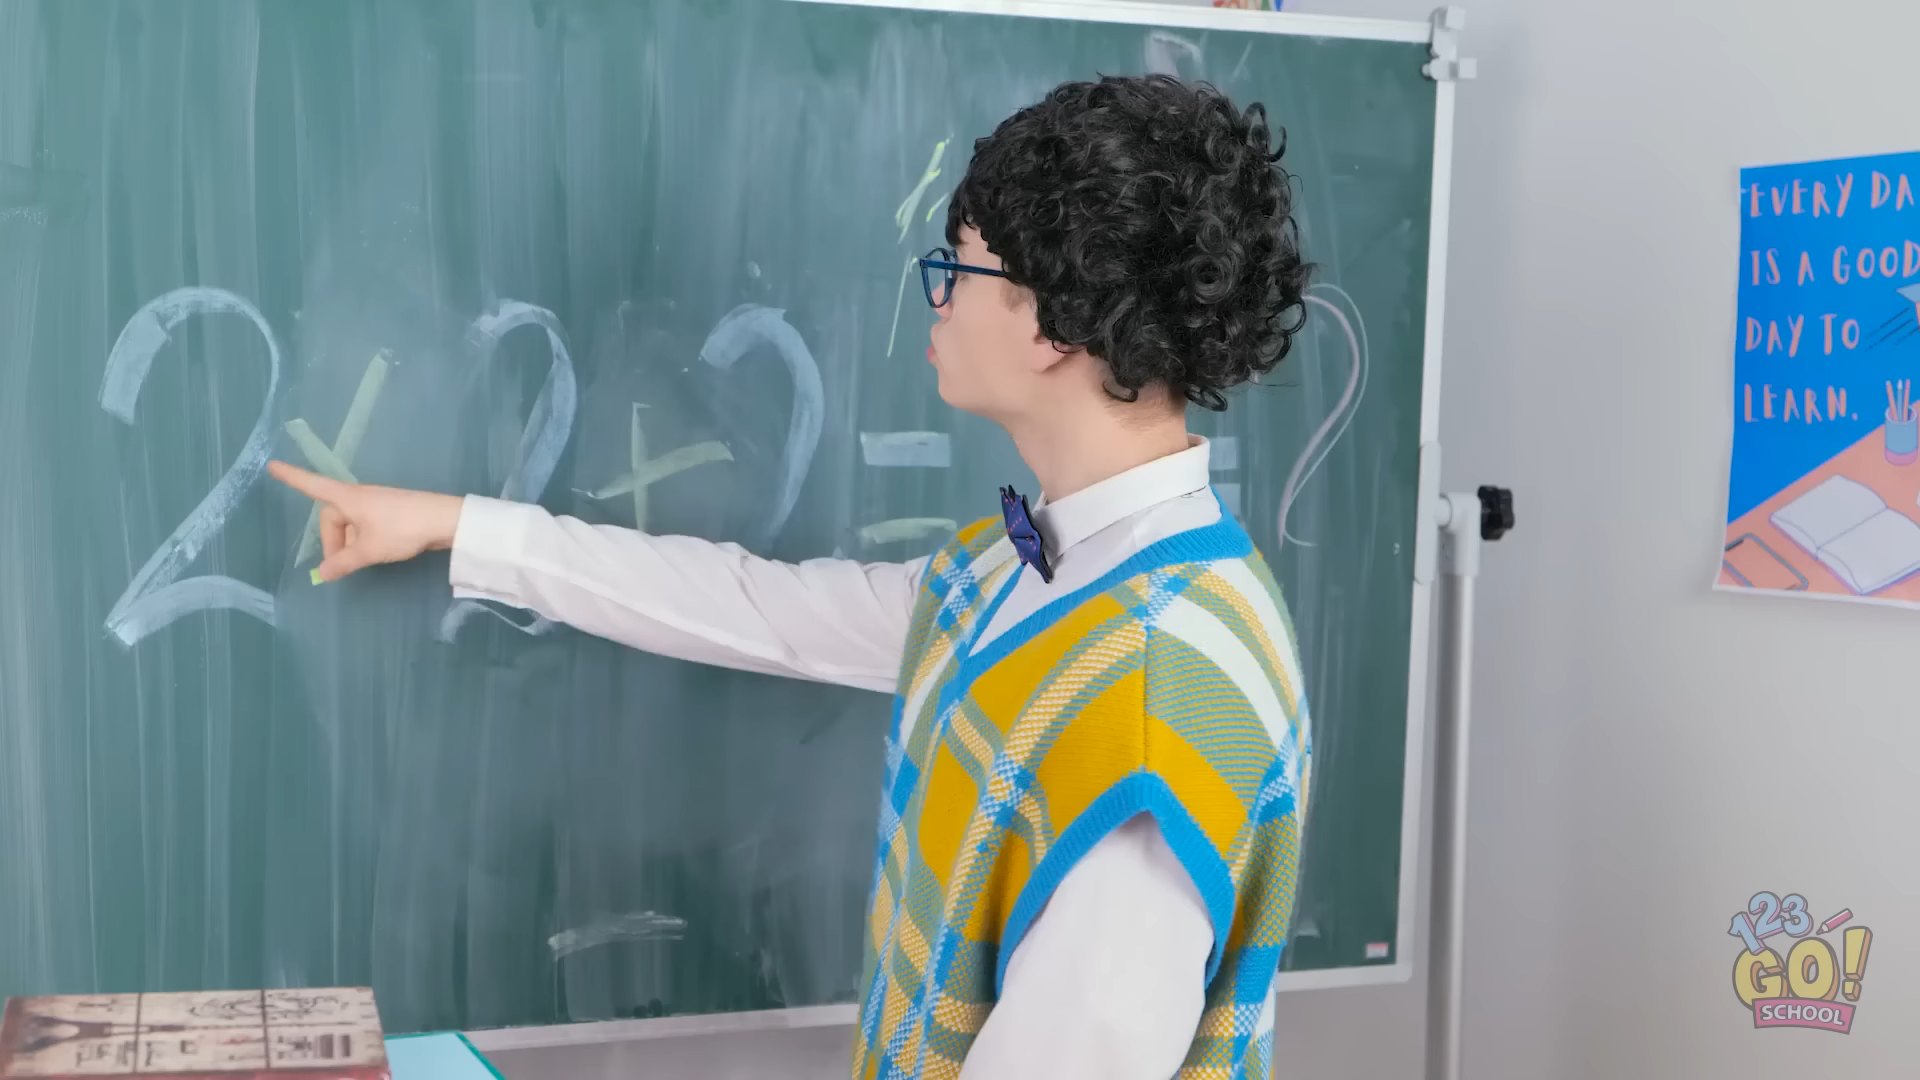 2 × 2 + 2 = ?
EVERY DA
IS A GOOD
DAY TO
LEARN.
123
GO!
SCHOOL